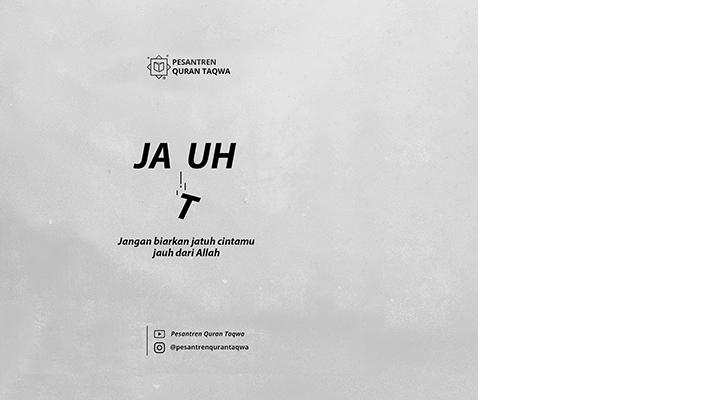 PESANTREN
QURAN TAQWA
JA UH
T
Jangan biarkan jatuh cintamu
jauh dari Allah
Pesantren Quran Taqwa
@pesantrenqurantaqwa